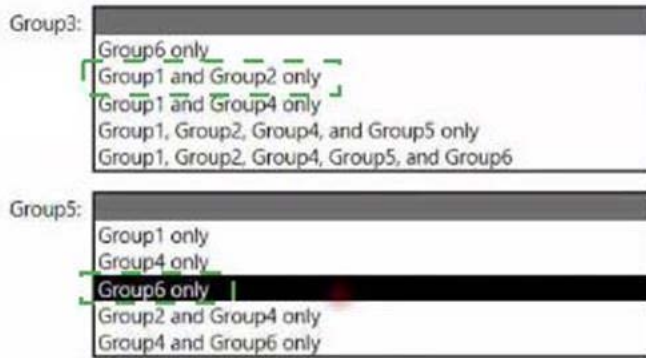 Group3:
Group6 only
Group1 and Group2 only
Group1 and Group4 only
Group1, Group2, Group4, and Group5 only
Group1, Group2, Group4, Group5, and Group6
Group5:
Group1 only
Group4 only
Group6 only
Group2 and Group4 only
Group4 and Group6 only